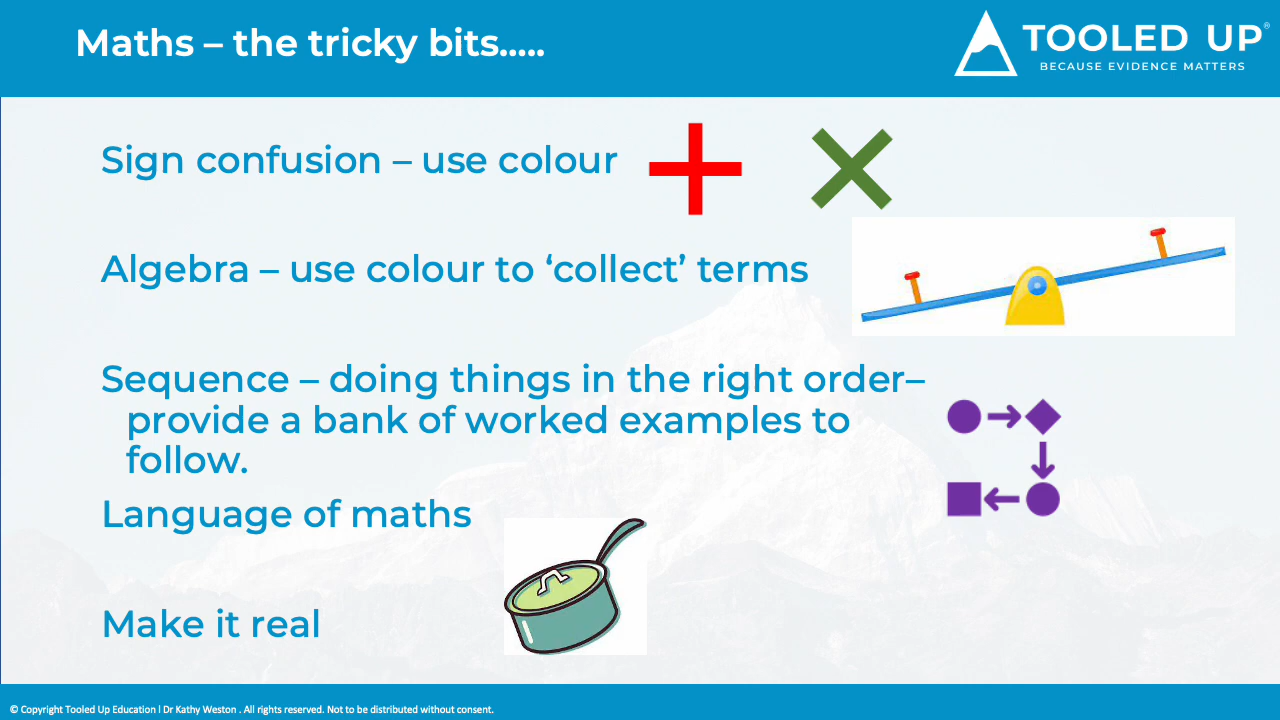 Maths – the tricky bits.....
TOOLED UP®
BECAUSE EVIDENCE MATTERS
Sign confusion – use colour
Algebra – use colour to ‘collect’ terms
Sequence – doing things in the right order–
provide a bank of worked examples to
follow.
Language of maths
Make it real
© Copyright Tooled Up Education l Dr Kathy Weston . All rights reserved. Not to be distributed without consent.